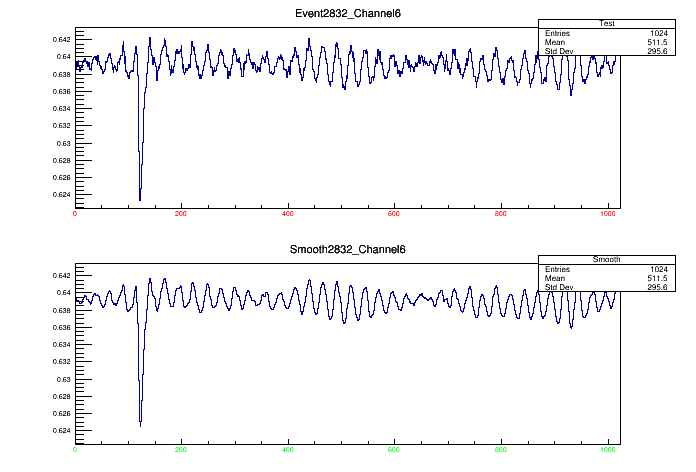 Event2832_Channel6
Test
Entries 1024
Mean 511.5
Std Dev 295.6
0.642
0.64
0.638
0.636
0.634
0.632
0.63
0.628
0.626
0.624
0 200 400 600 800 1000
Smooth2832_Channel6
Smooth
Entries 1024
Mean 511.5
Std Dev 295.6
0.642
0.64
0.638
0.636
0.634
0.632
0.63
0.628
0.626
0.624
0 200 400 600 800 1000